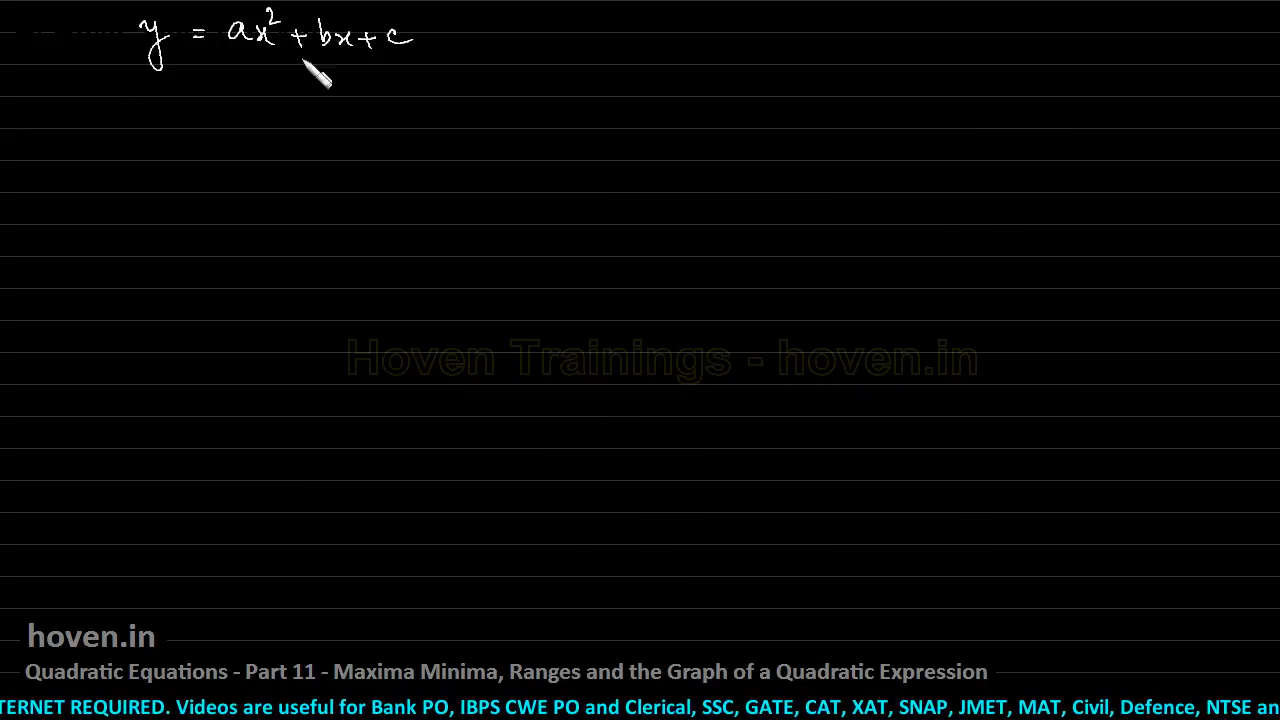 y = ax² + bx + c
Hoven Trainings - hoven.in
hoven.in
Quadratic Equations - Part 11 - Maxima Minima, Ranges and the Graph of a Quadratic Expression
TERNET REQUIRED. Videos are useful for Bank PO, IBPS CWE PO and Clerical, SSC, GATE, CAT, XAT, SNAP, JMET, MAT, Civil, Defence, NTSE an